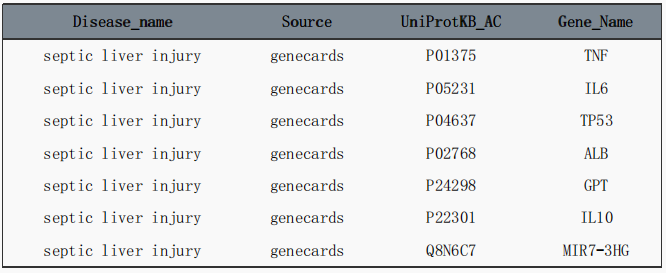 Disease_name Source UniProtKB_AC Gene_Name
septic liver injury genecards P01375 TNF
septic liver injury genecards P05231 IL6
septic liver injury genecards P04637 TP53
septic liver injury genecards P02768 ALB
septic liver injury genecards P24298 GPT
septic liver injury genecards P22301 IL10
septic liver injury genecards Q8N6C7 MIR7-3HG